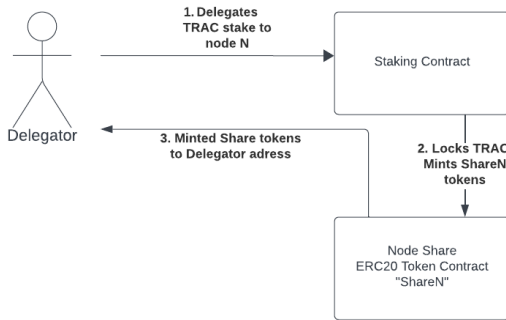 1. Delegates
TRAC stake to
node N
Staking Contract
Delegator
3. Minted Share tokens
to Delegator adress
2. Locks TRAC
Mints ShareN
tokens
Node Share
ERC20 Token Contract
"ShareN"